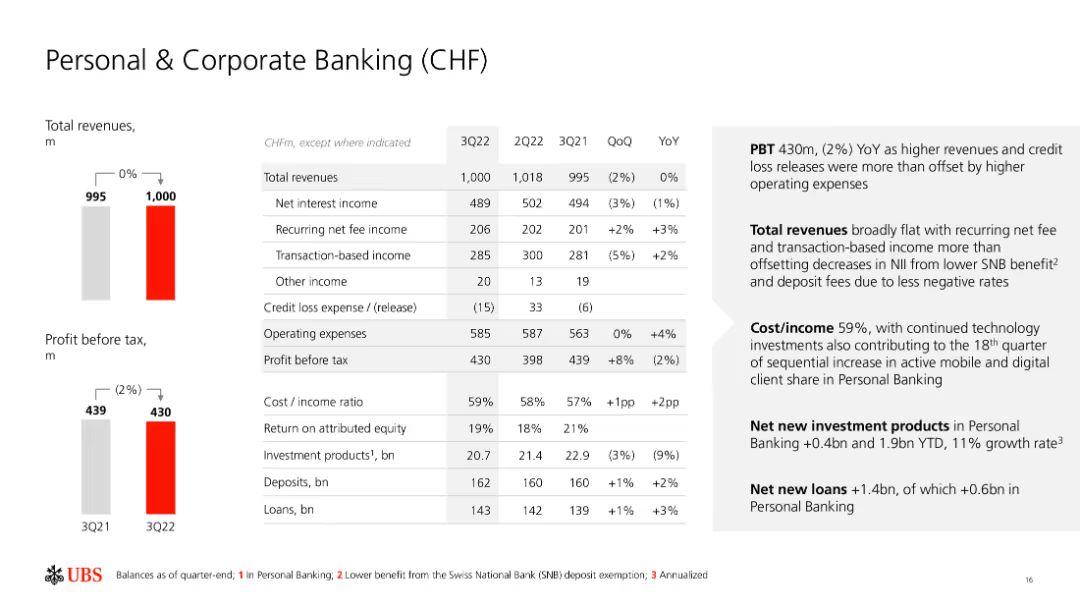 Personal & Corporate Banking (CHF)
Total revenues,
m
0%
995 1,000
Profit before tax,
m
(2%)
439 430
3Q21 3Q22
CHFm, except where indicated 3Q22 2Q22 3Q21 QoQ YoY
Total revenues 1,000 1,018 995 (2%) 0%
Net interest income 489 502 494 (3%) (1%)
Recurring net fee income 206 202 201 +2% +3%
Transaction-based income 285 300 281 (5%) +2%
Other income 20 13 19
Credit loss expense / (release) (15) 33 (6)
Operating expenses 585 587 563 0% +4%
Profit before tax 430 398 439 +8% (2%)
Cost / income ratio 59% 58% 57% +1pp +2pp
Return on attributed equity 19% 18% 21%
Investment products1, bn 20.7 21.4 22.9 (3%) (9%)
Deposits, bn 162 160 160 +1% +2%
Loans, bn 143 142 139 +1% +3%
PBT 430m, (2%) YoY as higher revenues and credit
loss releases were more than offset by higher
operating expenses
Total revenues broadly flat with recurring net fee
and transaction-based income more than
offsetting decreases in NII from lower SNB benefit2
and deposit fees due to less negative rates
Cost/income 59%, with continued technology
investments also contributing to the 18th quarter
of sequential increase in active mobile and digital
client share in Personal Banking
Net new investment products in Personal
Banking +0.4bn and 1.9bn YTD, 11% growth rate3
Net new loans +1.4bn, of which +0.6bn in
Personal Banking
UBS
Balances as of quarter-end; 1 In Personal Banking; 2 Lower benefit from the Swiss National Bank (SNB) deposit exemption; 3 Annualized
16